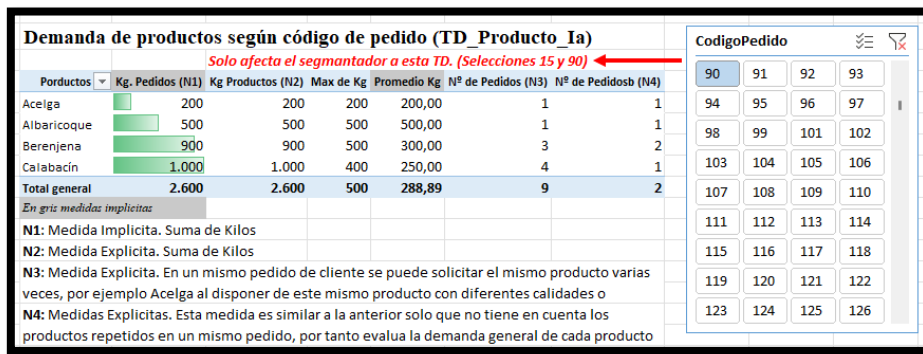 Demanda de productos según código de pedido (TD_Producto_Ia)
Solo afecta el segmantador a esta TD. (Selecciones 15 y 90)
Porductos Kg. Pedidos (N1) Kg Productos (N2) Max de Kg Promedio Kg Nº de Pedidos (N3) Nº de Pedidosb (N4)
Acelga 200 200 200 200,00 1 1
Albaricoque 500 500 500 500,00 1 1
Berenjena 900 900 500 300,00 3 2
Calabacín 1.000 1.000 400 250,00 4 1
Total general 2.600 2.600 500 288,89 9 2
En gris medidas implicitas
N1: Medida Implicita. Suma de Kilos
N2: Medida Explicita. Suma de Kilos
N3: Medida Explicita. En un mismo pedido de cliente se puede solicitar el mismo producto varias
veces, por ejemplo Acelga al disponer de este mismo producto con diferentes calidades o
N4: Medidas Explicitas. Esta medida es similar a la anterior solo que no tiene en cuenta los
productos repetidos en un mismo pedido, por tanto evalua la demanda general de cada producto
CodigoPedido
90 91 92 93
94 95 96 97
98 99 101 102
103 104 105 106
107 108 109 110
111 112 113 114
115 116 117 118
119 120 121 122
123 124 125 126